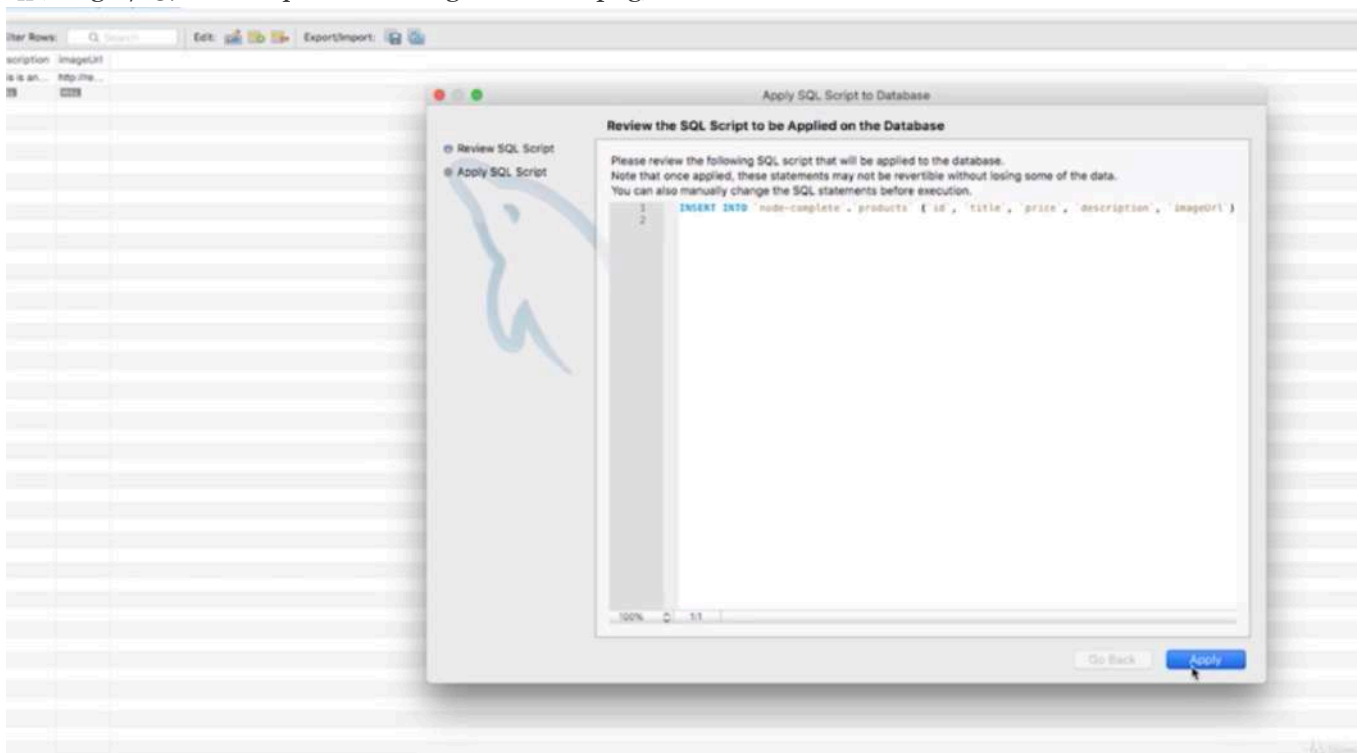 Filter Rows: Search Edit: Export/Import:
scription imageUrl
is is an... http://re...
NULL
Apply SQL Script to Database
Review the SQL Script to be Applied on the Database
Review SQL Script
Apply SQL Script
Please review the following SQL script that will be applied to the database.
Note that once applied, these statements may not be revertible without losing some of the data.
You can also manually change the SQL statements before execution.
1 INSERT INTO `node-complete`.`products` (`id`, `title`, `price`, `description`, `imageUrl`)
2
100% 1:1
Go Back Apply